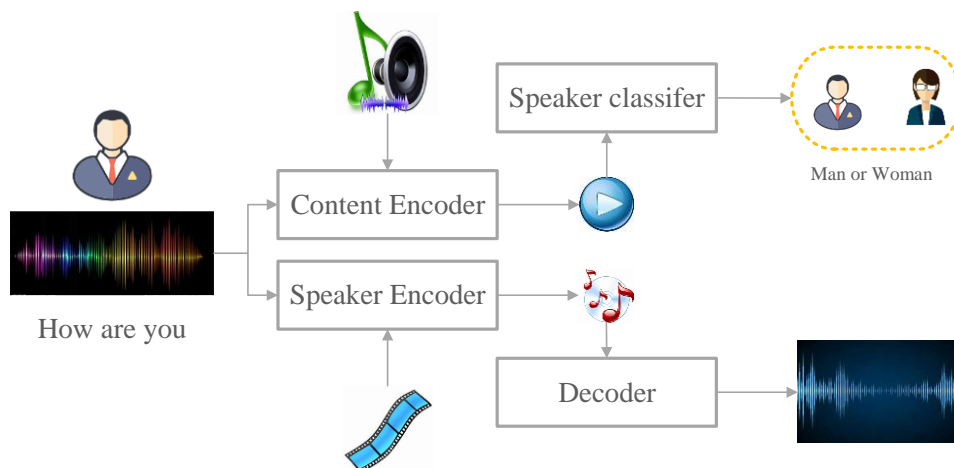 Speaker classifer
Man or Woman
Content Encoder
Speaker Encoder
How are you
Decoder